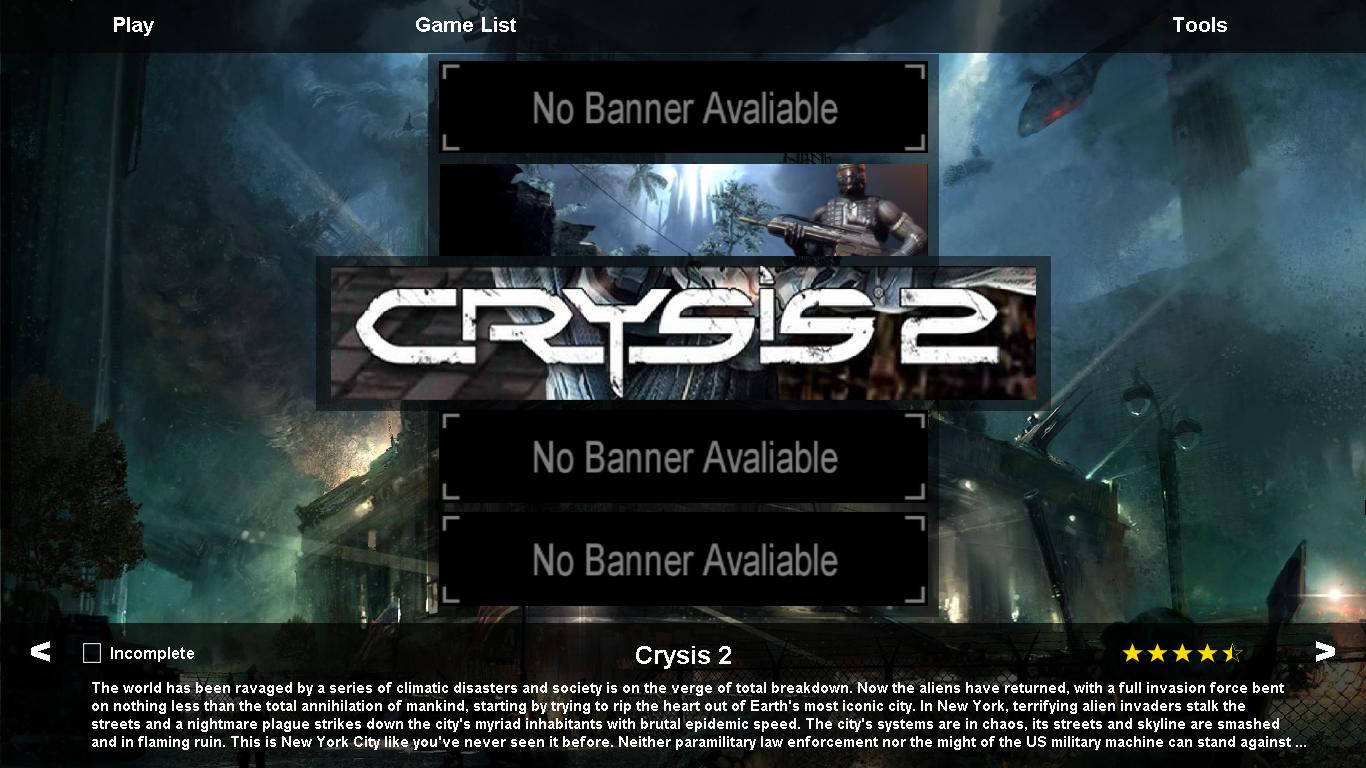 Play
Game List
Tools
No Banner Avaliable
CRYSIS 2
No Banner Avaliable
No Banner Avaliable
<
Incomplete
Crysis 2
>
The world has been ravaged by a series of climatic disasters and society is on the verge of total breakdown. Now the aliens have returned, with a full invasion force bent
on nothing less than the total annihilation of mankind, starting by trying to rip the heart out of Earth's most iconic city. In New York, terrifying alien invaders stalk the
streets and a nightmare plague strikes down the city's myriad inhabitants with brutal epidemic speed. The city's systems are in chaos, its streets and skyline are smashed
and in flaming ruin. This is New York City like you've never seen it before. Neither paramilitary law enforcement nor the might of the US military machine can stand against ...